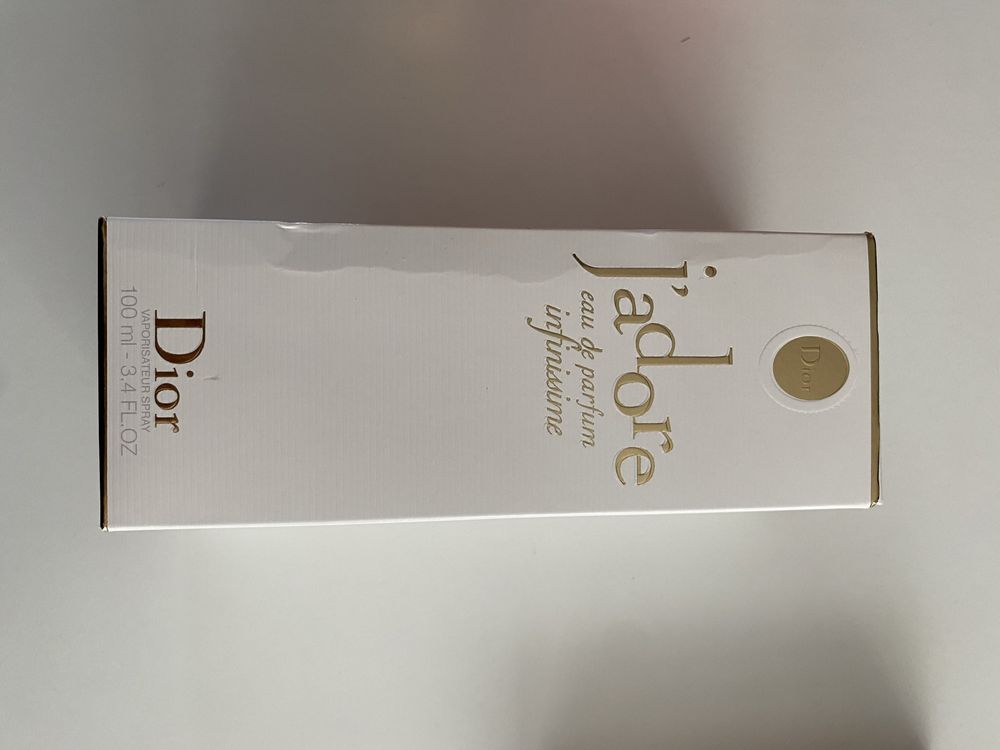 Dior
j'adore
eau de parfum
infinissime
Dior
VAPORISATEUR SPRAY
100 ml - 3,4 FL.OZ